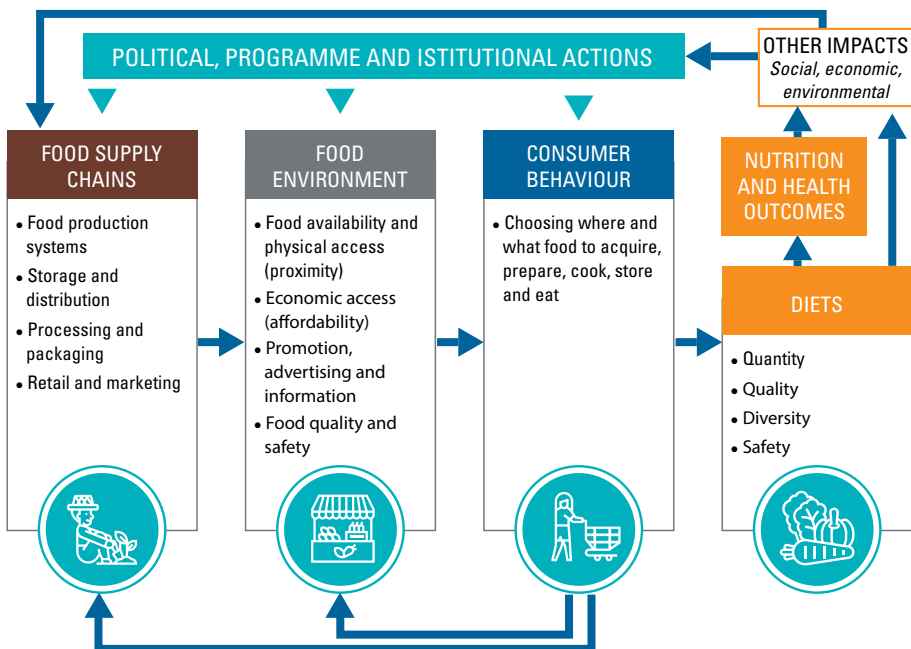 POLITICAL, PROGRAMME AND ISTITUTIONAL ACTIONS
OTHER IMPACTS
Social, economic,
environmental
FOOD SUPPLY
CHAINS
• Food production
systems
• Storage and
distribution
• Processing and
packaging
• Retail and marketing
FOOD
ENVIRONMENT
• Food availability and
physical access
(proximity)
• Economic access
(affordability)
• Promotion,
advertising and
information
• Food quality and
safety
CONSUMER
BEHAVIOUR
• Choosing where and
what food to acquire,
prepare, cook, store
and eat
NUTRITION
AND HEALTH
OUTCOMES
DIETS
• Quantity
• Quality
• Diversity
• Safety